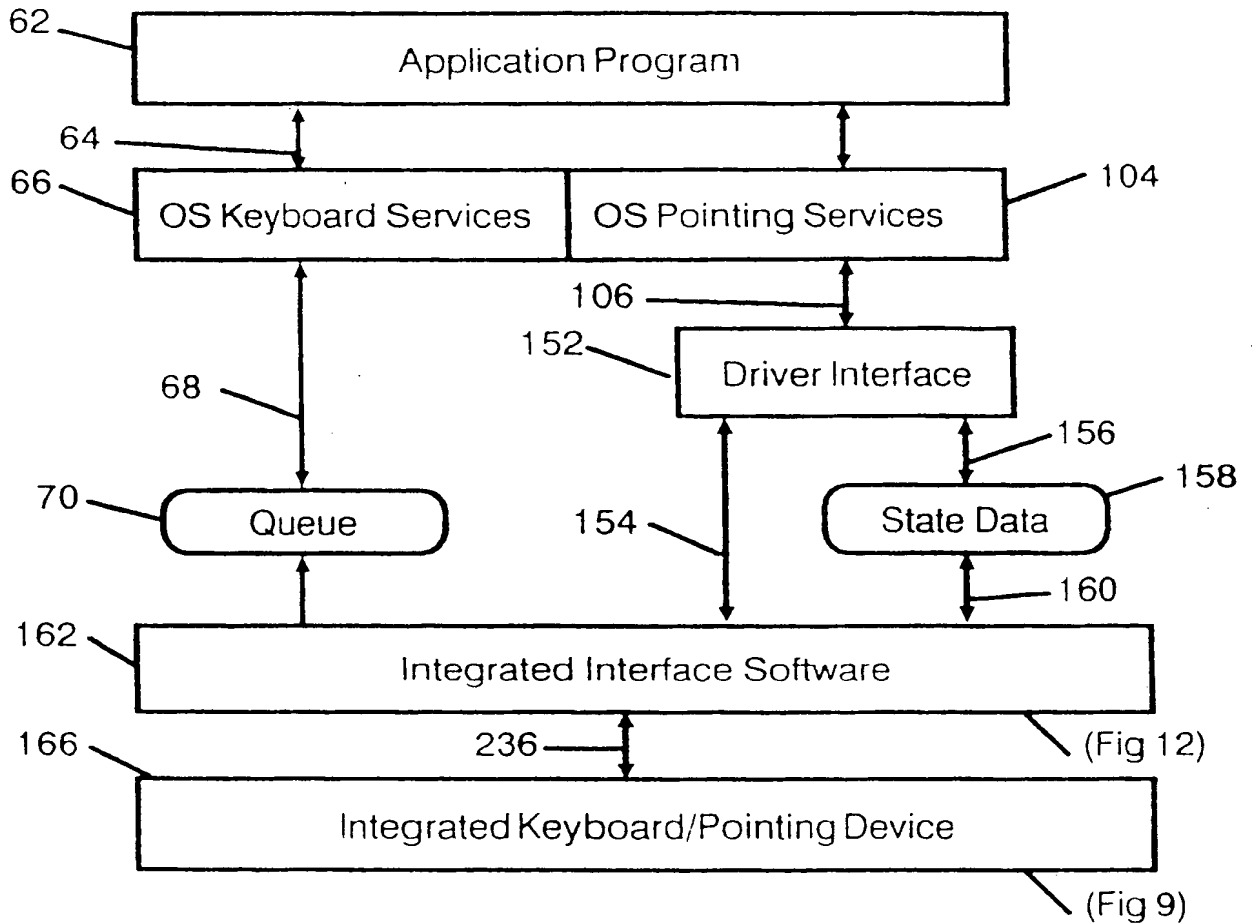 62
Application Program
64
66
OS Keyboard Services
OS Pointing Services
104
106
152
Driver Interface
68
156
70
Queue
154
State Data
158
160
162
Integrated Interface Software
236
(Fig 12)
166
Integrated Keyboard/Pointing Device
(Fig 9)